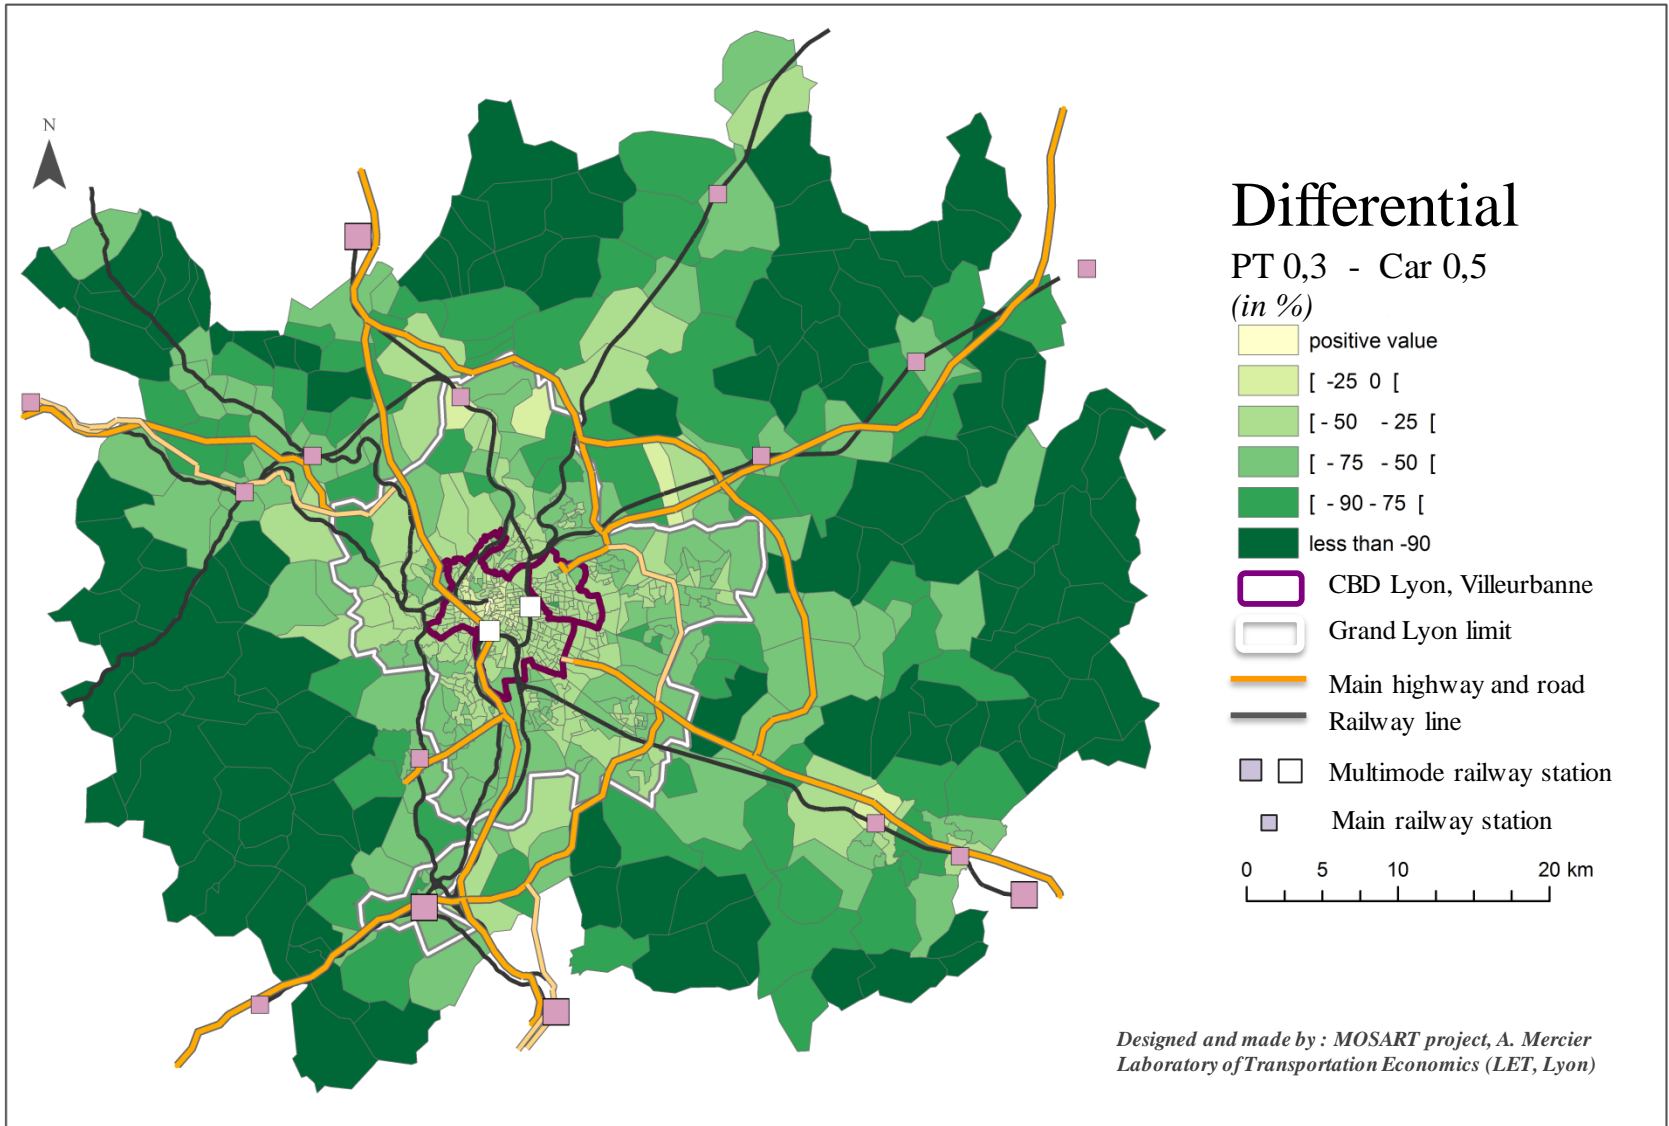 N
Differential
PT 0,3 - Car 0,5
(in %)
positive value
[ -25 0 [
[ - 50 - 25 [
[ - 75 - 50 [
[ - 90 - 75 [
less than -90
CBD Lyon, Villeurbanne
Grand Lyon limit
Main highway and road
Railway line
Multimode railway station
Main railway station
0 5 10 20 km
Designed and made by : MOSART project, A. Mercier
Laboratory of Transportation Economics (LET, Lyon)